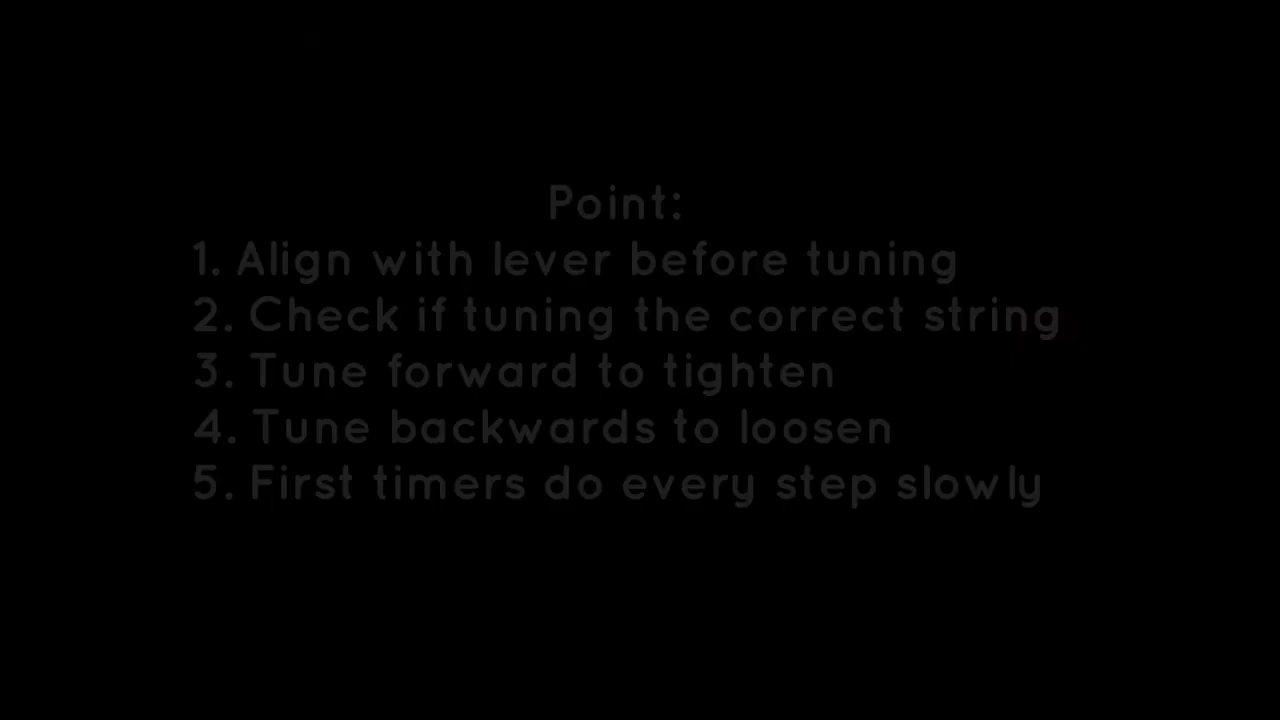 Point:
1. Align with lever before tuning
2. Check if tuning the correct string
3. Tune forward to tighten
4. Tune backwards to loosen
5. First timers do every step slowly